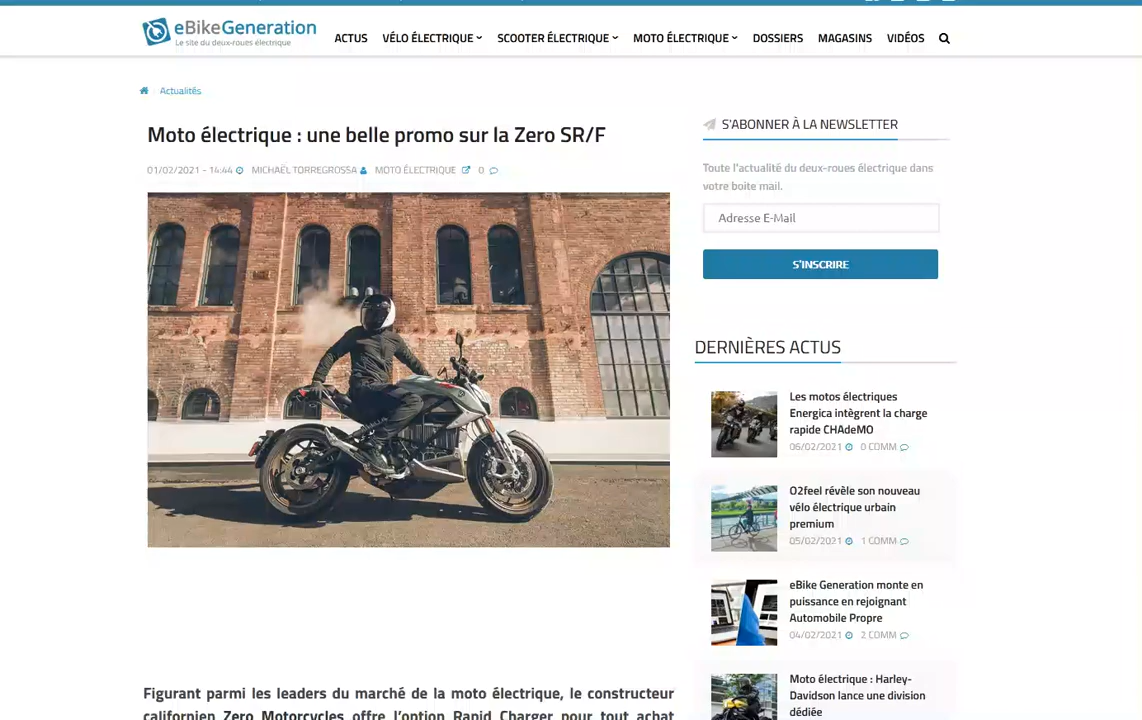 eBikeGeneration
Le site du deux-roues électrique
ACTUS VÉLO ÉLECTRIQUE SCOOTER ÉLECTRIQUE MOTO ÉLECTRIQUE DOSSIERS MAGASINS VIDÉOS
Actualités
Moto électrique : une belle promo sur la Zero SR/F
01/02/2021 - 14:44 MICHAËL TORREGROSSA MOTO ÉLECTRIQUE 0
Figurant parmi les leaders du marché de la moto électrique, le constructeur
californien Zero Motorcycles offre l'option Rapid Charger pour tout achat
S'ABONNER À LA NEWSLETTER
Toute l'actualité du deux-roues électrique dans
votre boite mail.
Adresse E-Mail
S'INSCRIRE
DERNIÈRES ACTUS
Les motos électriques
Energica intègrent la charge
rapide CHAdeMO
06/02/2021 0 COMM
O2feel révèle son nouveau
vélo électrique urbain
premium
05/02/2021 1 COMM
eBike Generation monte en
puissance en rejoignant
Automobile Propre
04/02/2021 2 COMM
Moto électrique : Harley-
Davidson lance une division
dédiée